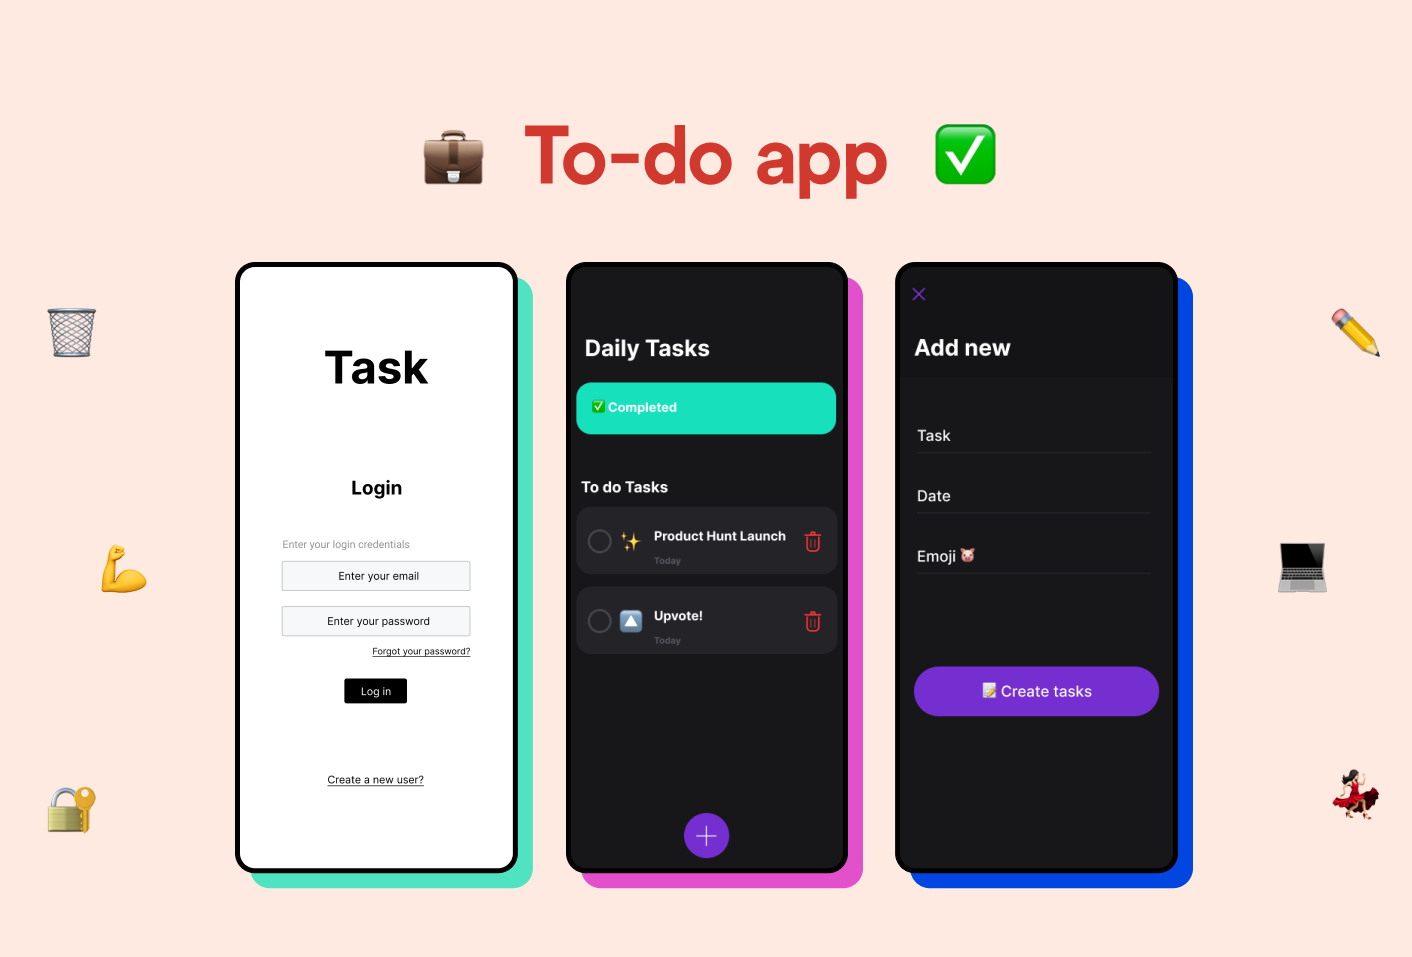 To-do app
Task
Login
Enter your login credentials
Enter your email
Enter your password
Forgot your password?
Log in
Create a new user?
Daily Tasks
Completed
To do Tasks
Product Hunt Launch
Today
Upvote!
Today
Add new
Task
Date
Emoji
Create tasks